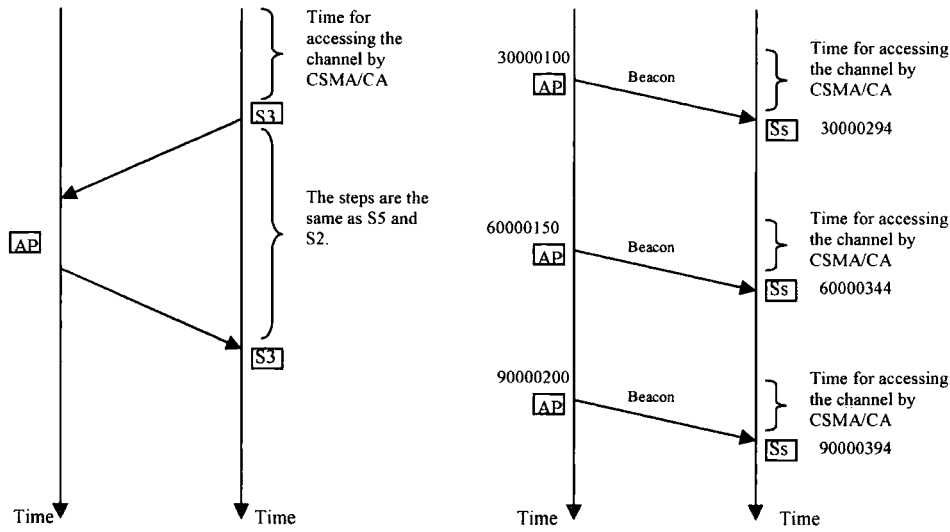 Time for
accessing the
channel by
CSMA/CA
S3
The steps are the
same as S5 and
S2.
AP
S3
Time
Time
30000100
AP
Beacon
Time for accessing
the channel by
CSMA/CA
Ss
30000294
60000150
AP
Beacon
Time for accessing
the channel by
CSMA/CA
Ss
60000344
90000200
AP
Beacon
Time for accessing
the channel by
CSMA/CA
Ss
90000394
Time
Time